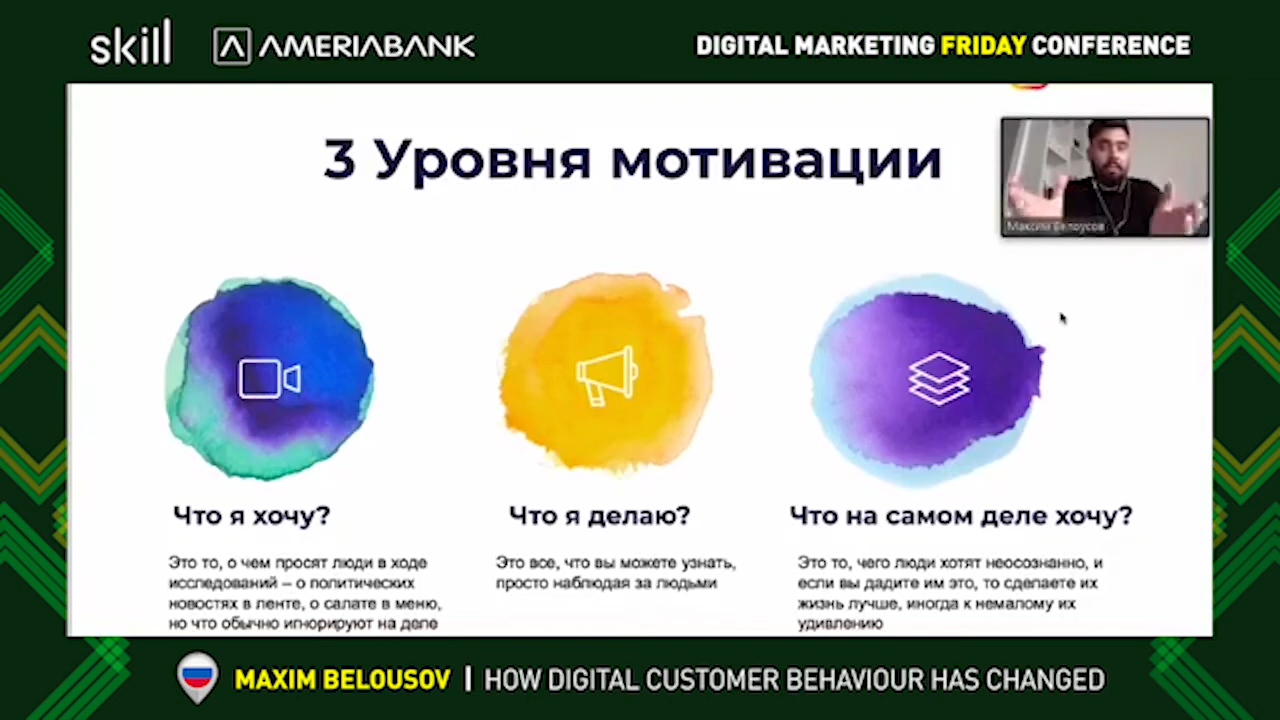 skill
AMERIABANK
DIGITAL MARKETING FRIDAY CONFERENCE
3 Уровня мотивации
Максим Белоусов
Что я хочу?
Это то, о чем просят люди в ходе
исследований – о политических
новостях в ленте, о салате в меню,
но что обычно игнорируют на деле
Что я делаю?
Это все, что вы можете узнать,
просто наблюдая за людьми
Что на самом деле хочу?
Это то, чего люди хотят неосознанно, и
если вы дадите им это, то сделаете их
жизнь лучше, иногда к немалому их
удивлению
MAXIM BELOUSOV | HOW DIGITAL CUSTOMER BEHAVIOUR HAS CHANGED